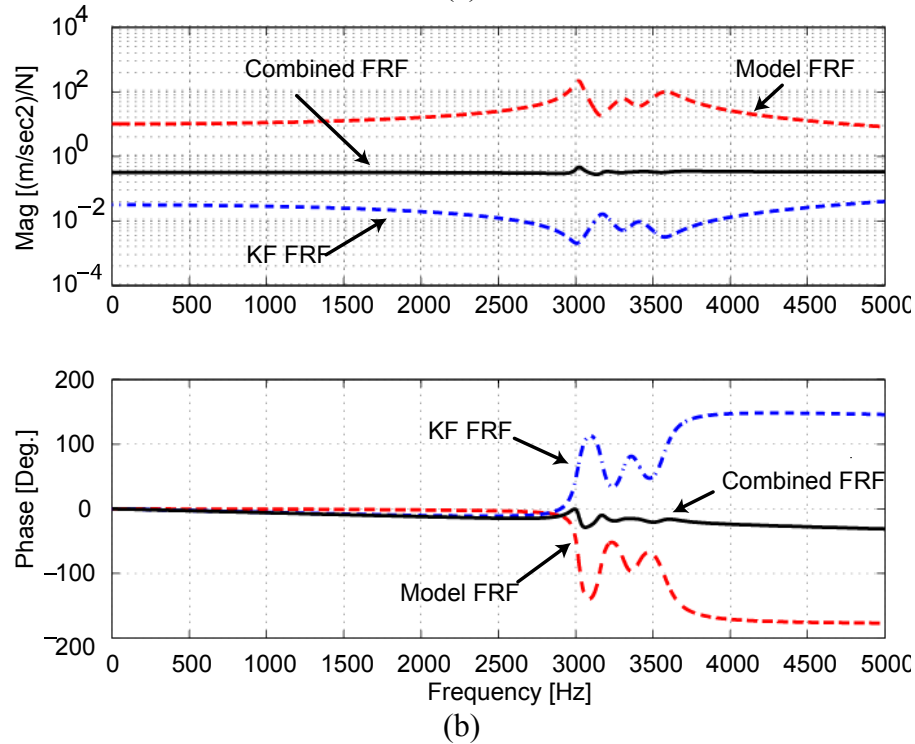 10^4
10^2
10^0
10^−2
10^−4
Mag [(m/sec2)/N]
Combined FRF
Model FRF
KF FRF
0 500 1000 1500 2000 2500 3000 3500 4000 4500 5000
200
100
0
−100
−200
Phase [Deg.]
KF FRF
Combined FRF
Model FRF
0 500 1000 1500 2000 2500 3000 3500 4000 4500 5000
Frequency [Hz]
(b)